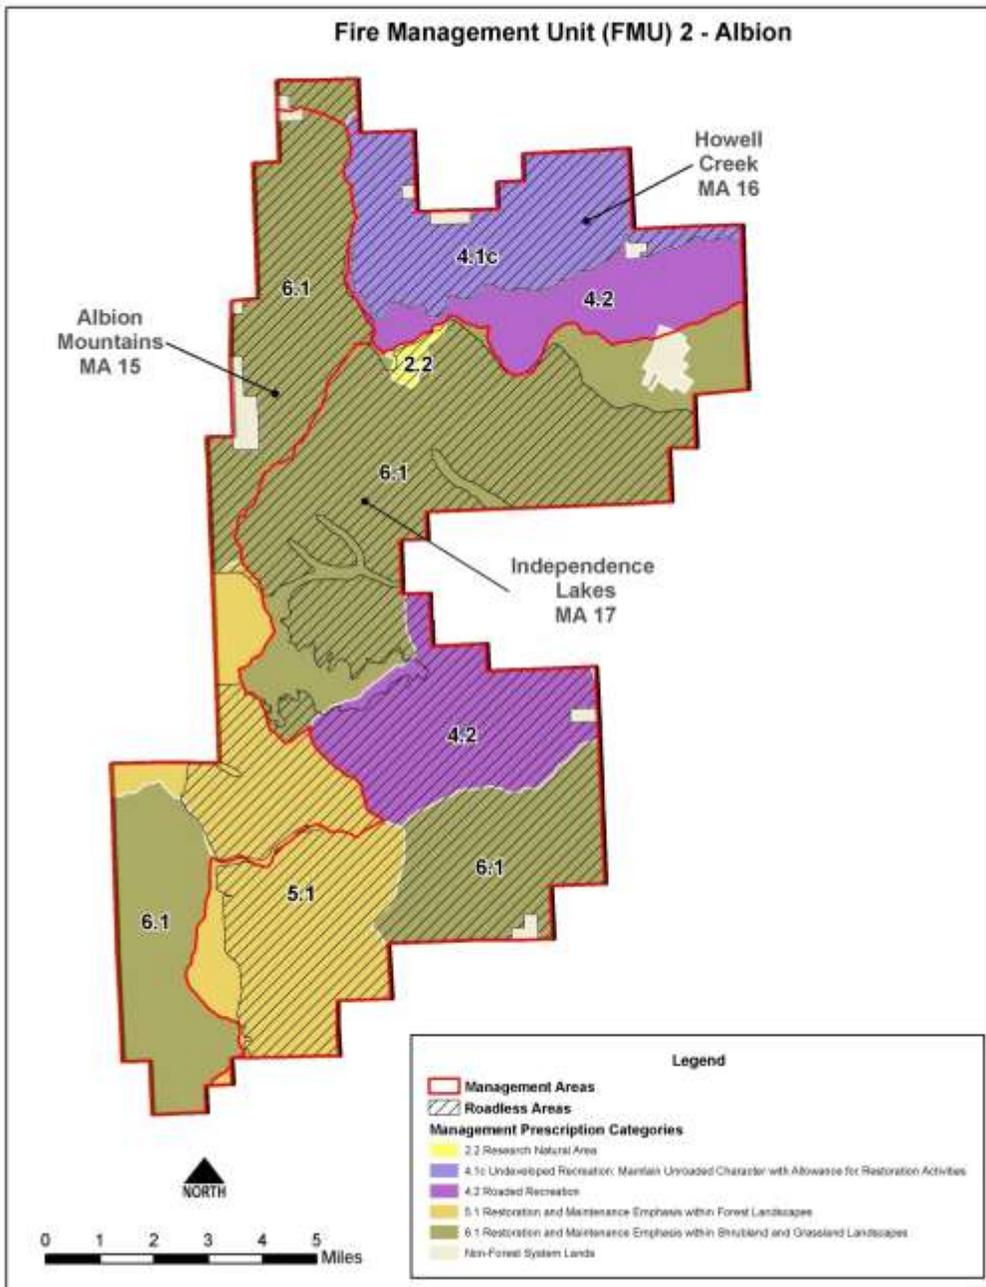 Fire Management Unit (FMU) 2 - Albion
Howell
Creek
MA 16
4.1c
6.1
4.2
Albion
Mountains
MA 15
2.2
6.1
Independence
Lakes
MA 17
4.2
6.1
5.1
6.1
Legend
Management Areas
Roadless Areas
Management Prescription Categories
2.2 Research Natural Area
4.1c Undeveloped Recreation: Maintain Unroaded Character with Allowance for Restoration Activities
4.2 Roaded Recreation
5.1 Restoration and Maintenance Emphasis within Forest Landscapes
6.1 Restoration and Maintenance Emphasis within Shrubland and Grassland Landscapes
Non-Forest System Lands
NORTH
0 1 2 3 4 5
Miles